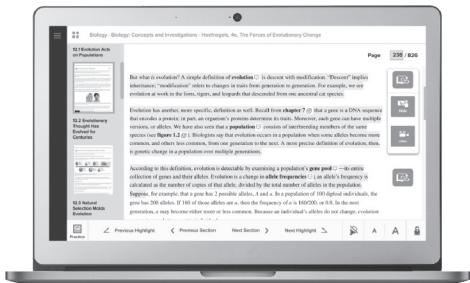 Biology - Biology: Concepts and Investigations - Hoefnagels, 4e, The Forces of Evolutionary Change
12.1 Evolution Acts
on Populations
12.2 Evolutionary
Thought Has
Evolved for
Centuries
12.3 Natural
Selection Molds
Evolution
Page 238 / 826
But what is evolution? A simple definition of evolution is descent with modification. "Descent" implies
inheritance; "modification" refers to changes in traits from generation to generation. For example, we see
evolution at work in the lions, tigers, and leopards that descended from one ancestral cat species.
Evolution has another, more specific, definition as well. Recall from chapter 7 that a gene is a DNA sequence
that encodes a protein; in part, an organism's proteins determine its traits. Moreover, each gene can have multiple
versions, or alleles. We have also seen that a population consists of interbreeding members of the same
species (see figure 1.2). Biologists say that evolution occurs in a population when some alleles become more
common, and others less common, from one generation to the next. A more precise definition of evolution, then,
is genetic change in a population over multiple generations.
According to this definition, evolution is detectable by examining a population's gene pool —the entire
collection of genes and their alleles. Evolution is a change in allele frequencies; an allele's frequency is
calculated as the number of copies of that allele, divided by the total number of alleles in the population.
Suppose, for example, that a gene has 2 possible alleles, A and a. In a population of 100 diploid individuals, the
gene has 200 alleles. If 160 of those alleles are a, then the frequency of a is 160/200, or 0.8. In the next
generation, a may become either more or less common. Because an individual's alleles do not change, evolution
Practice
Previous Highlight
Previous Section
Next Section
Next Highlight
A
A